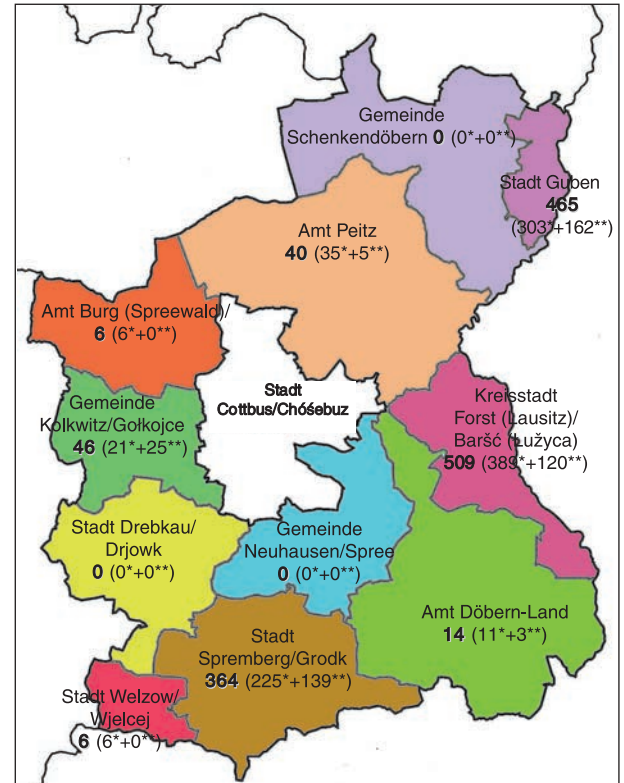 Gemeinde
Schenkendöbern 0 (0*+0**)
Stadt Guben
465
(303*+162**)
Amt Peitz
40 (35*+5**)
Amt Burg (Spreewald)/
6 (6*+0**)
Stadt
Cottbus/Chóśebuz
Gemeinde
Kolkwitz/Gołkojce
46 (21*+25**)
Kreisstadt
Forst (Lausitz)/
Baršć (Łužyca)
509 (389*+120**)
Stadt Drebkau/
Drjowk
0 (0*+0**)
Gemeinde
Neuhausen/Spree
0 (0*+0**)
Amt Döbern-Land
14 (11*+3**)
Stadt
Spremberg/Grodk
364 (225*+139**)
Stadt Welzow/
Wjelcej
6 (6*+0**)